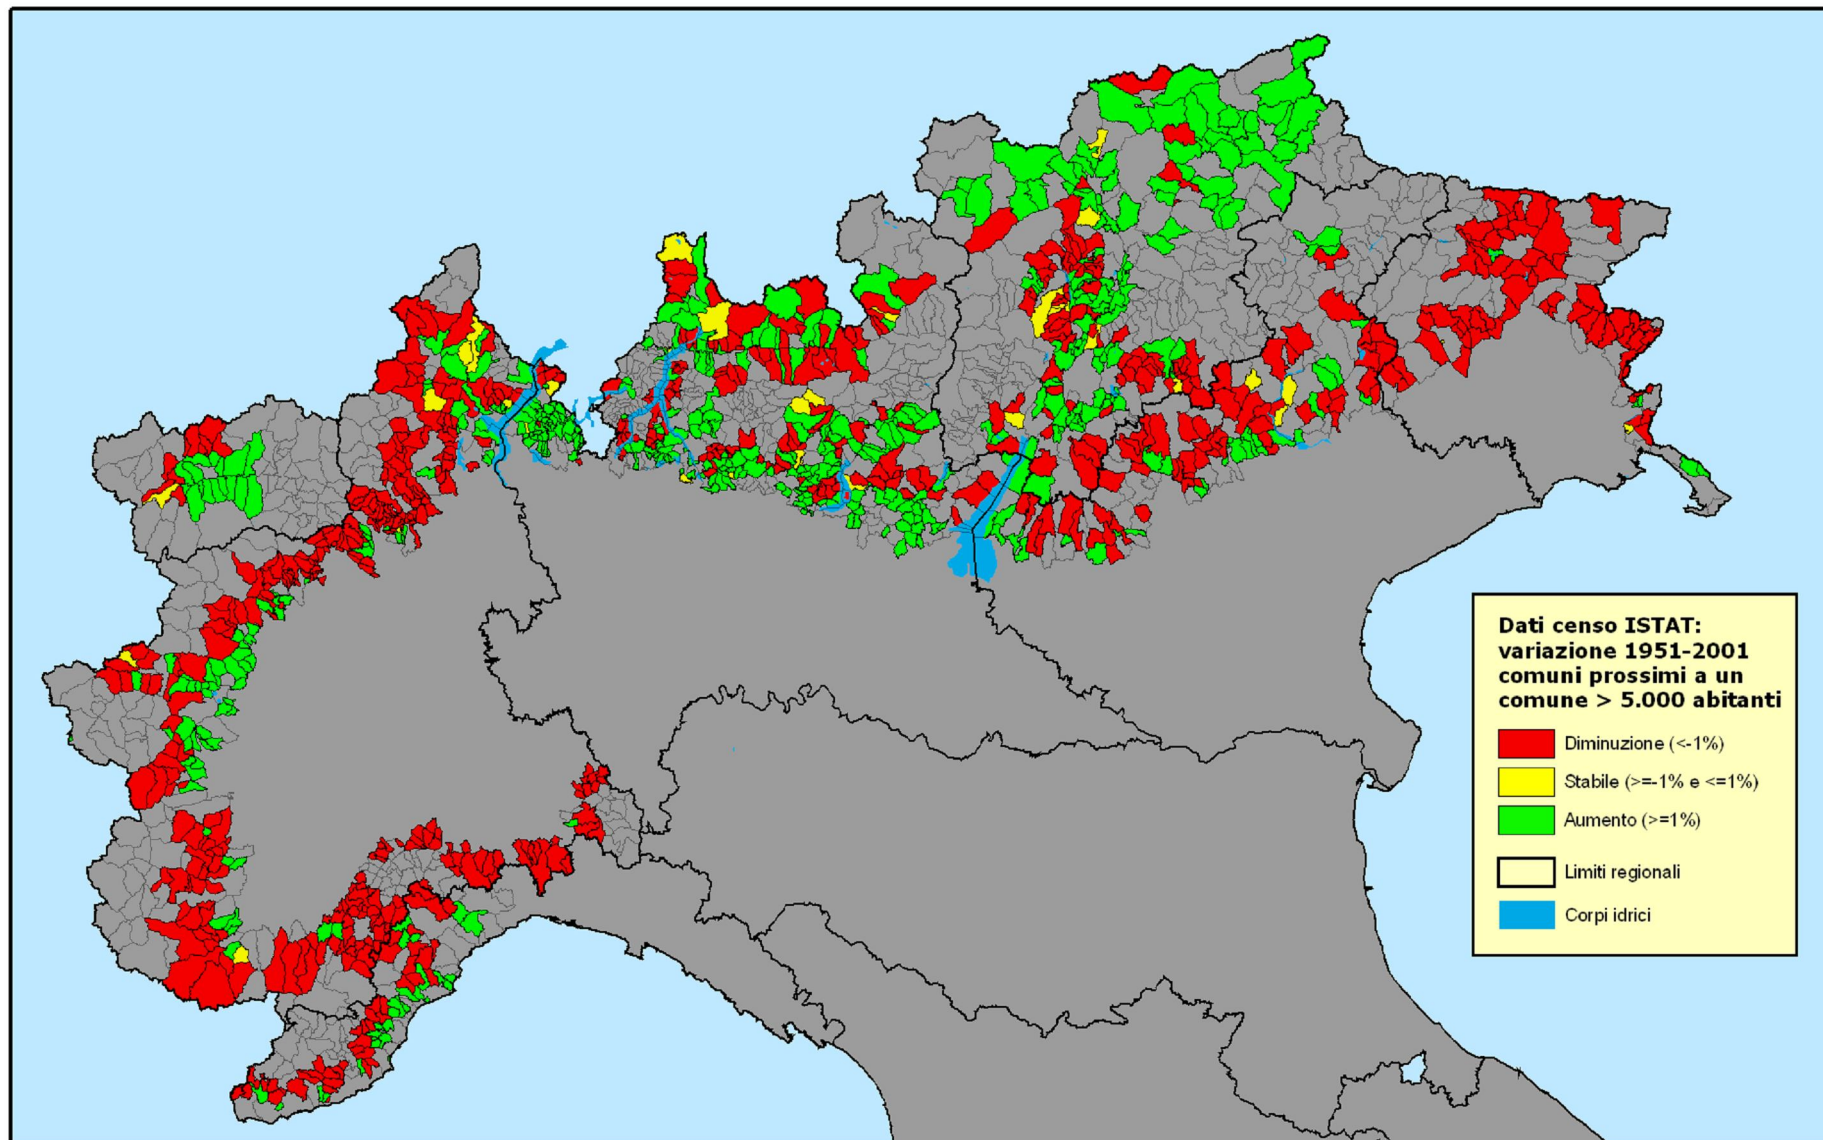 Dati censo ISTAT:
variazione 1951-2001
comuni prossimi a un
comune > 5.000 abitanti
Diminuzione (<-1%)
Stabile (>=-1% e <=1%)
Aumento (>=1%)
Limiti regionali
Corpi idrici